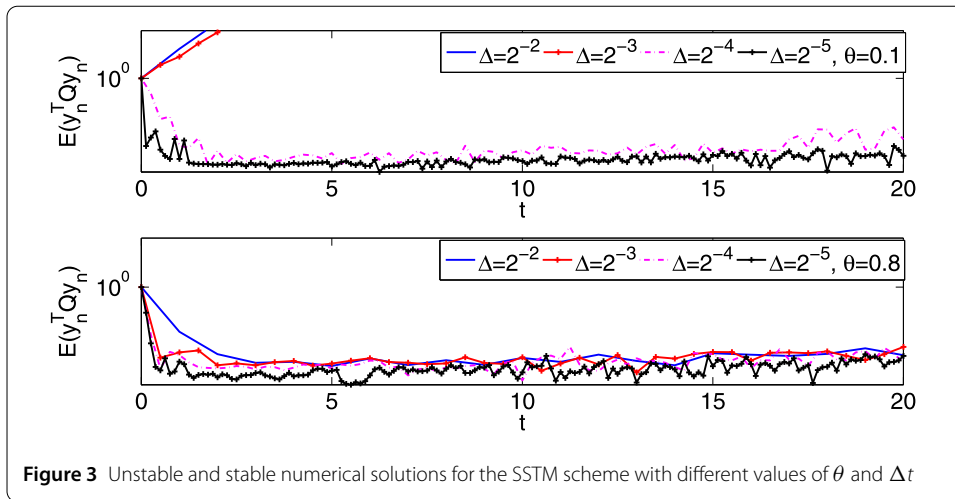 E(y_n^T Qy_n)
10^0
Δ=2^-2 Δ=2^-3 Δ=2^-4 Δ=2^-5, θ=0.1
0 5 10 15 20
t
E(y_n^T Qy_n)
10^0
Δ=2^-2 Δ=2^-3 Δ=2^-4 Δ=2^-5, θ=0.8
0 5 10 15 20
t
Figure 3 Unstable and stable numerical solutions for the SSTM scheme with different values of θ and Δt